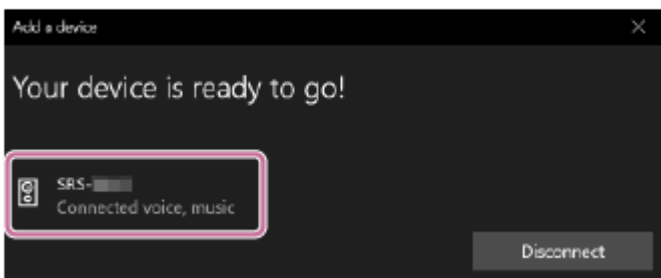 Add a device
Your device is ready to go!
SRS-
Connected voice, music
Disconnect